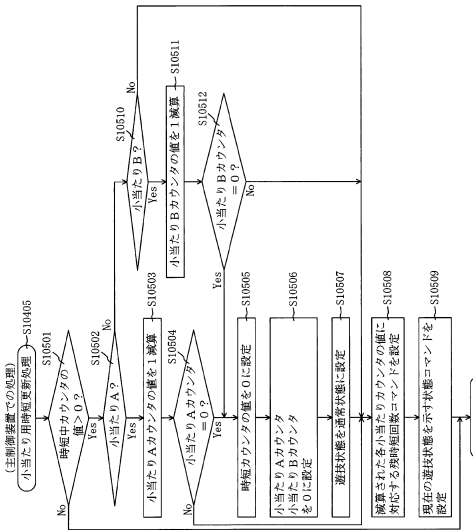 (主制御装置での処理)
小当たり用時短更新処理
S10405
S10501
時短中カウンタの
値>0?
No
Yes
S10502
小当たりA?
No
Yes
S10503
小当たりAカウンタの値を1減算
S10504
小当たりAカウンタ
=0?
No
Yes
S10510
小当たりB?
No
Yes
S10511
小当たりBカウンタの値を1減算
S10512
小当たりBカウンタ
=0?
No
Yes
S10505
時短カウンタの値を0に設定
S10506
小当たりAカウンタ
小当たりBカウンタ
を0に設定
S10507
遊技状態を通常状態に設定
S10508
減算された各小当たりカウンタの値に
対応する残時短回数コマンドを設定
S10509
現在の遊技状態を示す状態コマンドを
設定